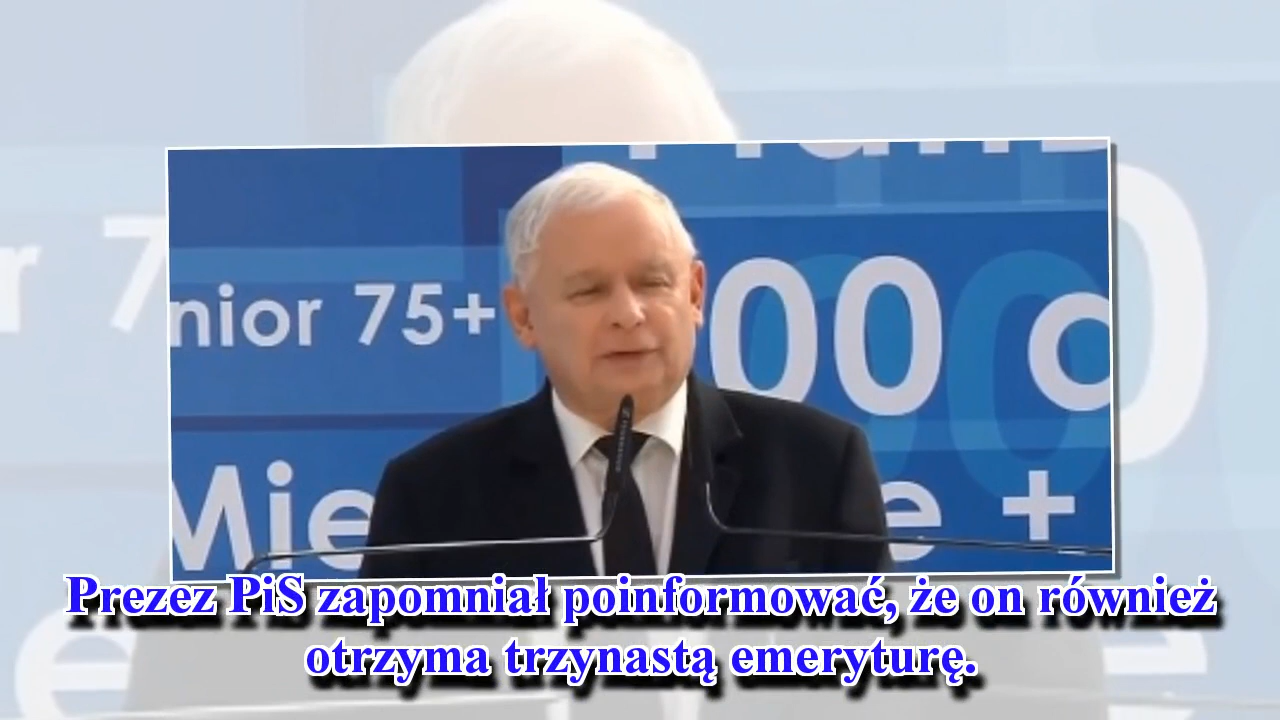 nior 75+
00
Mie
e +
Prezez PiS zapomniał poinformować, że on również
otrzyma trzynastą emeryturę.